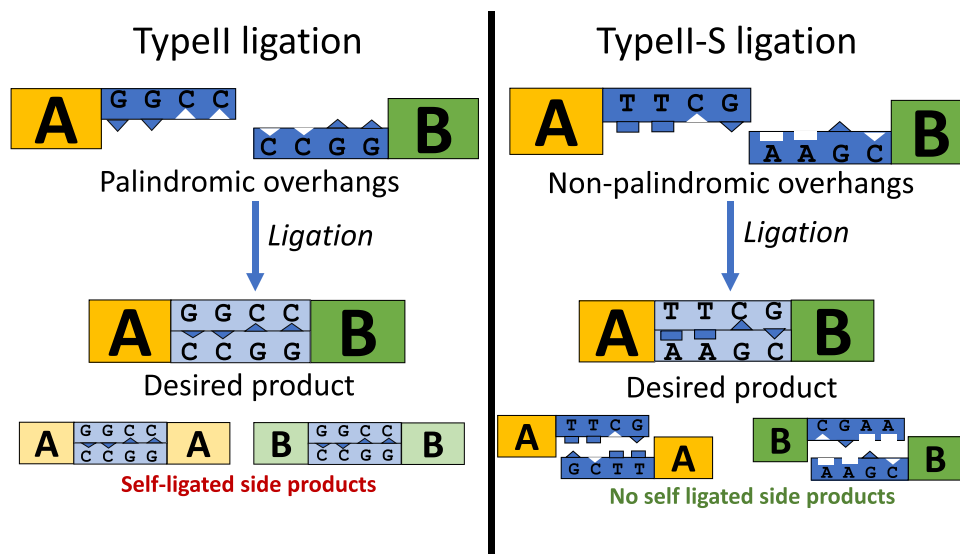 TypeII ligation
A GGCC
CCGG B
Palindromic overhangs
Ligation
A GGCC B
CCGG
Desired product
A GGCC A
CCGG
B GGCC B
CCGG
Self-ligated side products
TypeII-S ligation
A TTCG
AAGC B
Non-palindromic overhangs
Ligation
A TTCG B
AAGC
Desired product
A TTCG
GCTT A
B CGAA
AAGC B
No self ligated side products